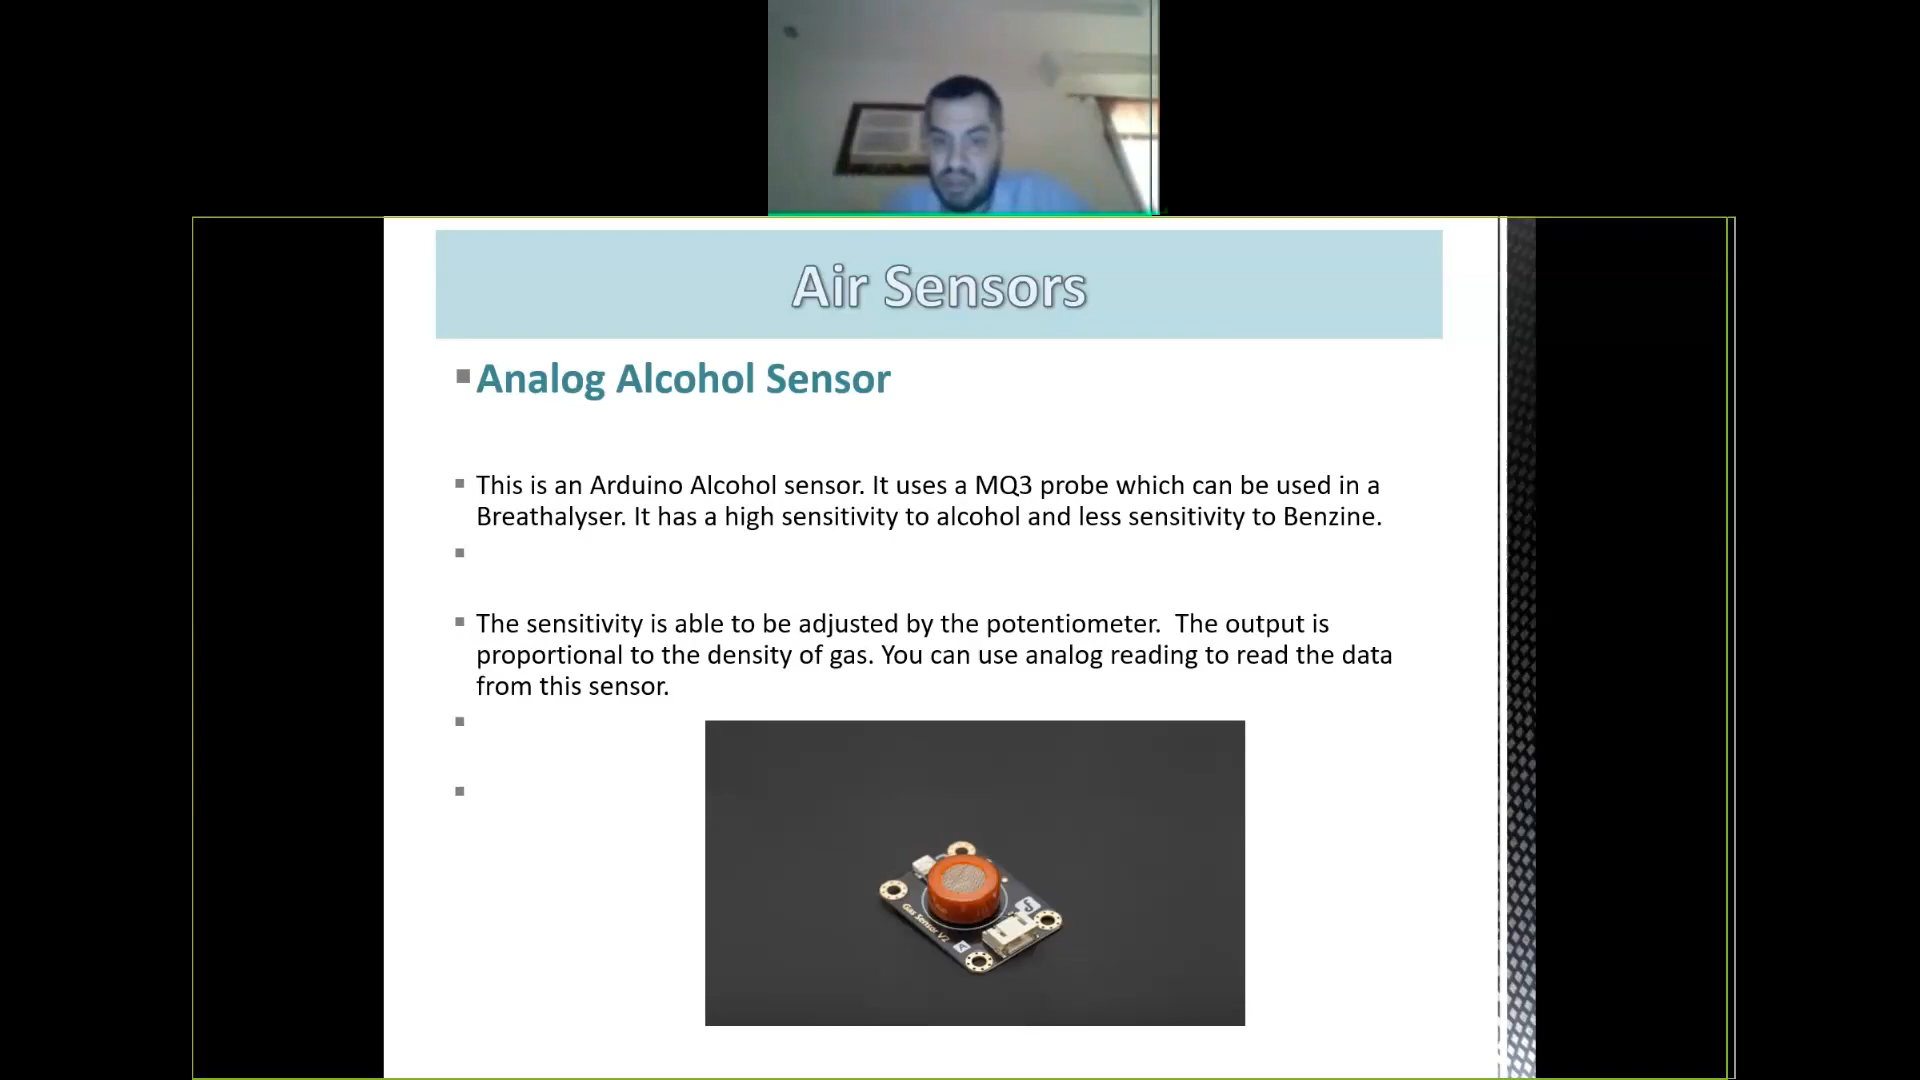 Air Sensors
Analog Alcohol Sensor
This is an Arduino Alcohol sensor. It uses a MQ3 probe which can be used in a
Breathalyser. It has a high sensitivity to alcohol and less sensitivity to Benzine.
The sensitivity is able to be adjusted by the potentiometer.  The output is
proportional to the density of gas. You can use analog reading to read the data
from this sensor.
Gas Sensor V2
A